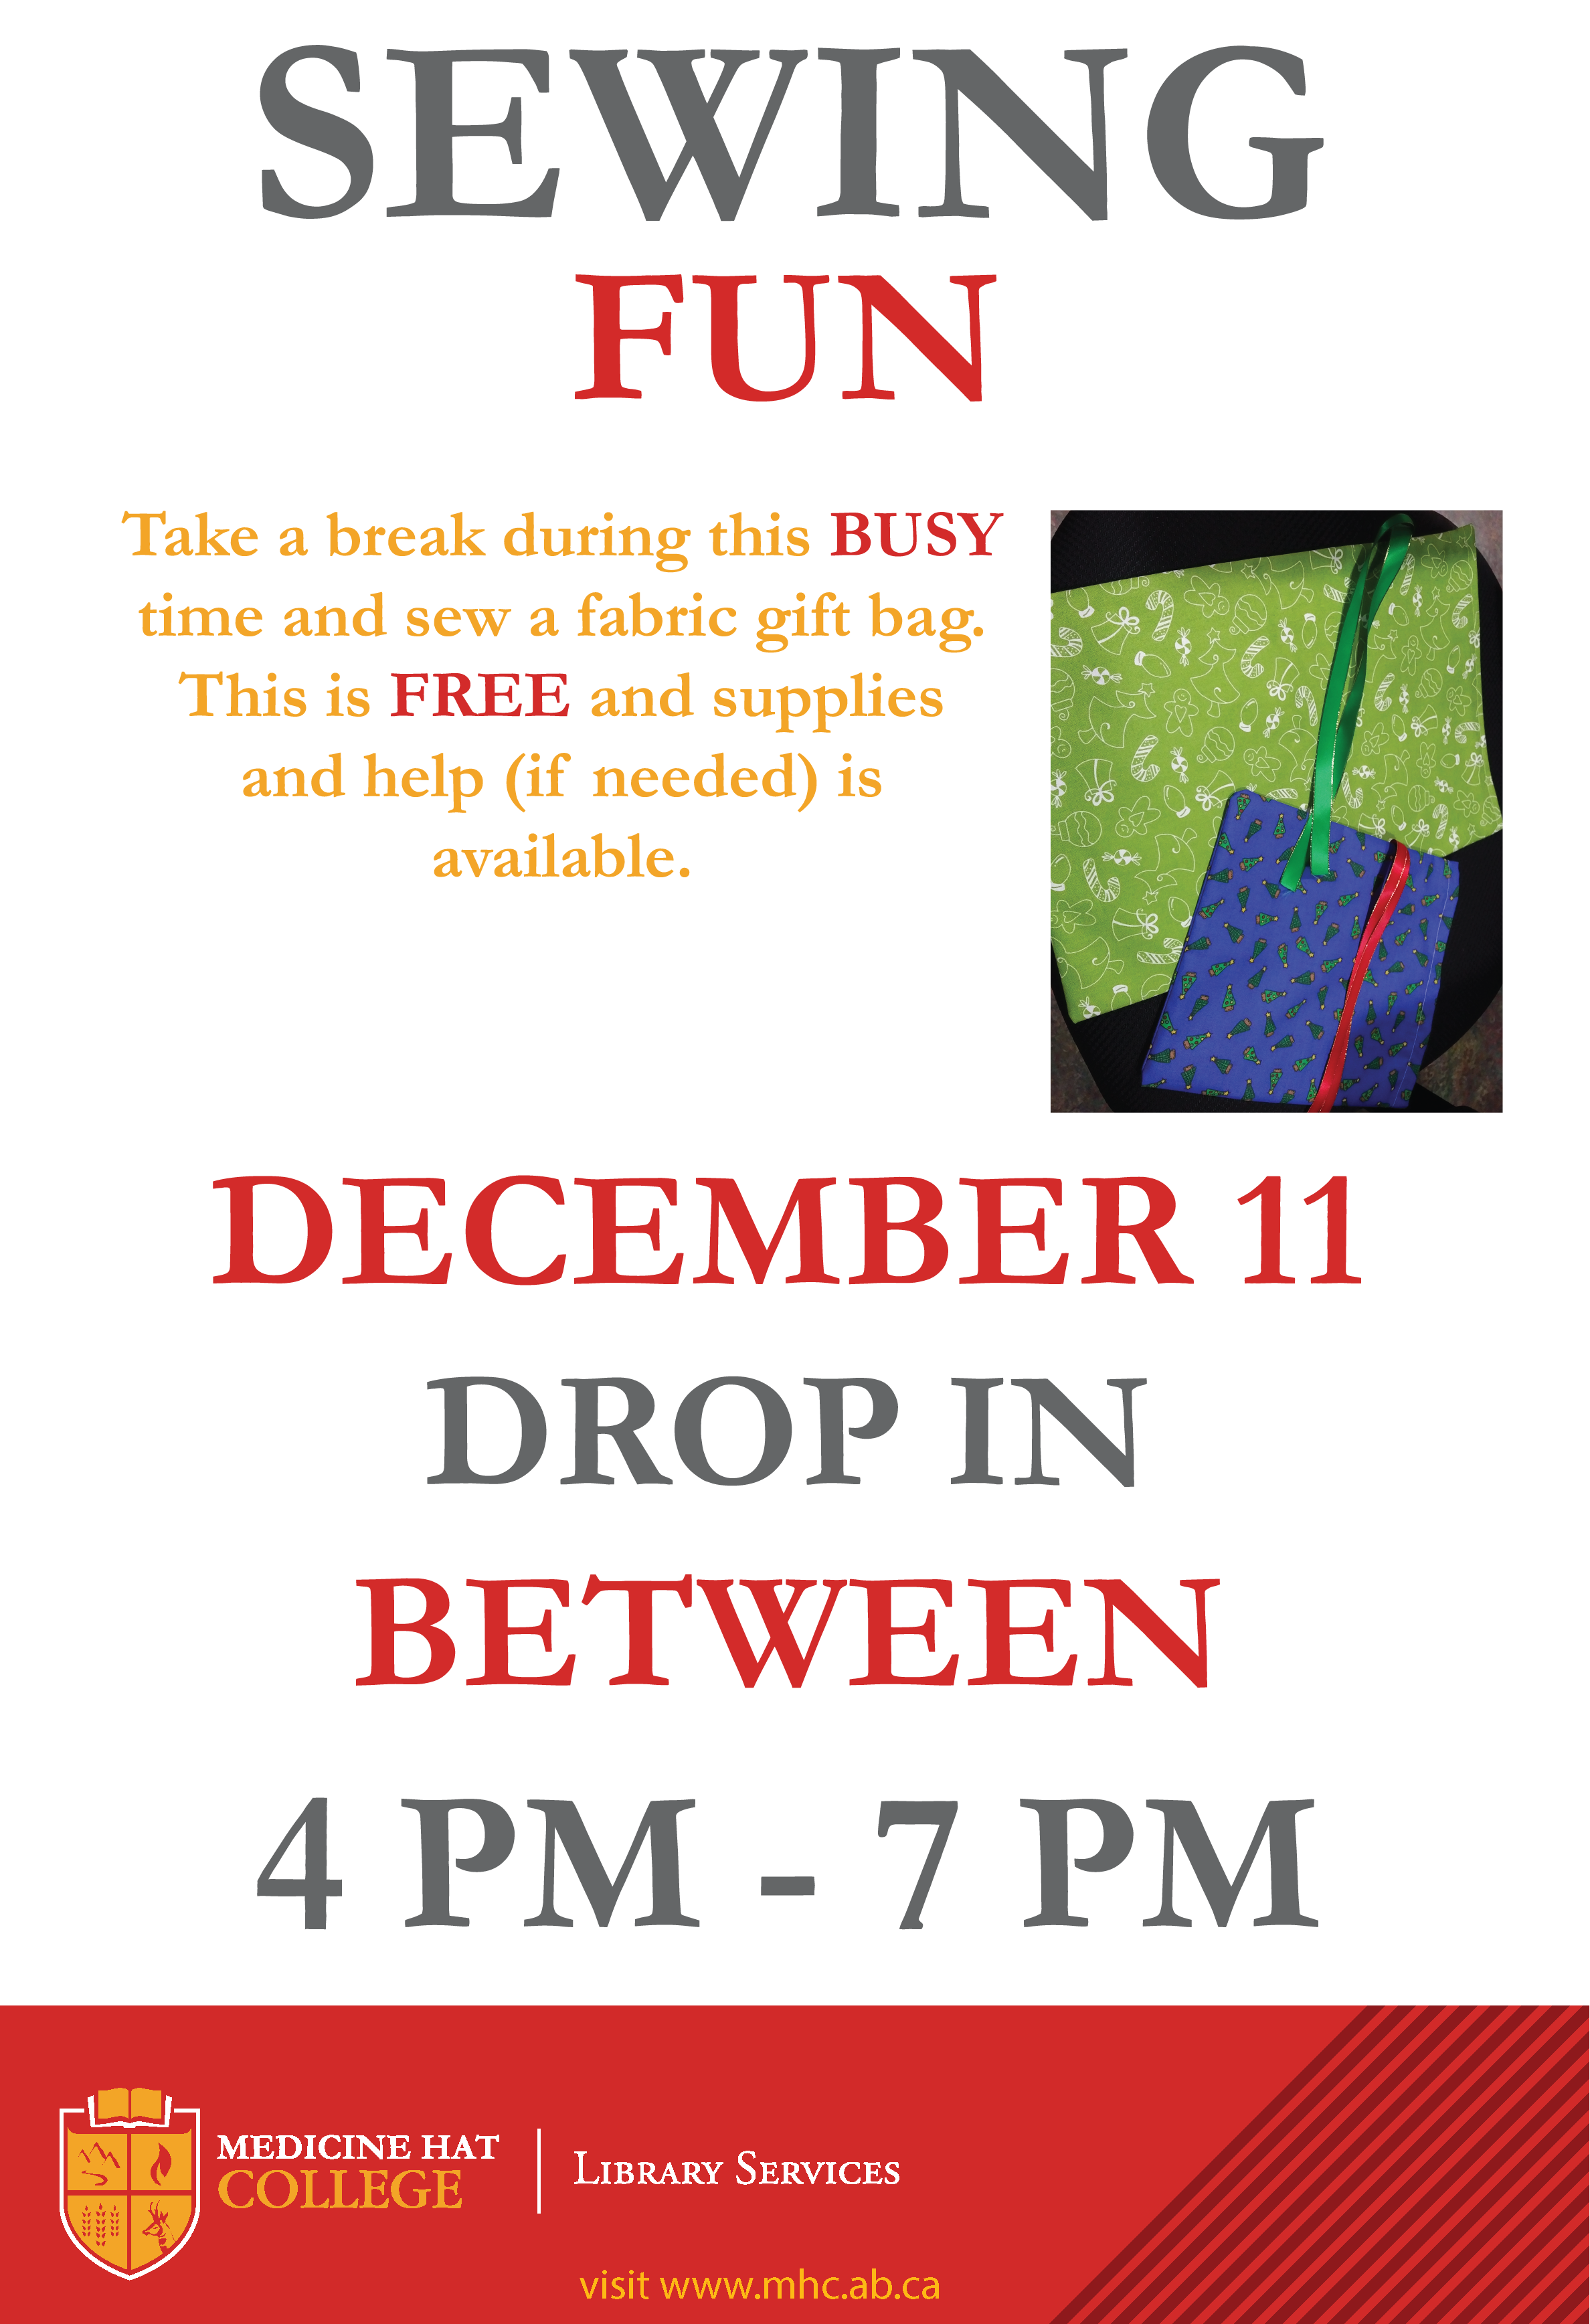 SEWING
FUN
Take a break during this BUSY
time and sew a fabric gift bag.
This is FREE and supplies
and help (if needed) is
available.
DECEMBER 11
DROP IN
BETWEEN
4 PM - 7 PM
MEDICINE HAT
COLLEGE
LIBRARY SERVICES
visit www.mhc.ab.ca